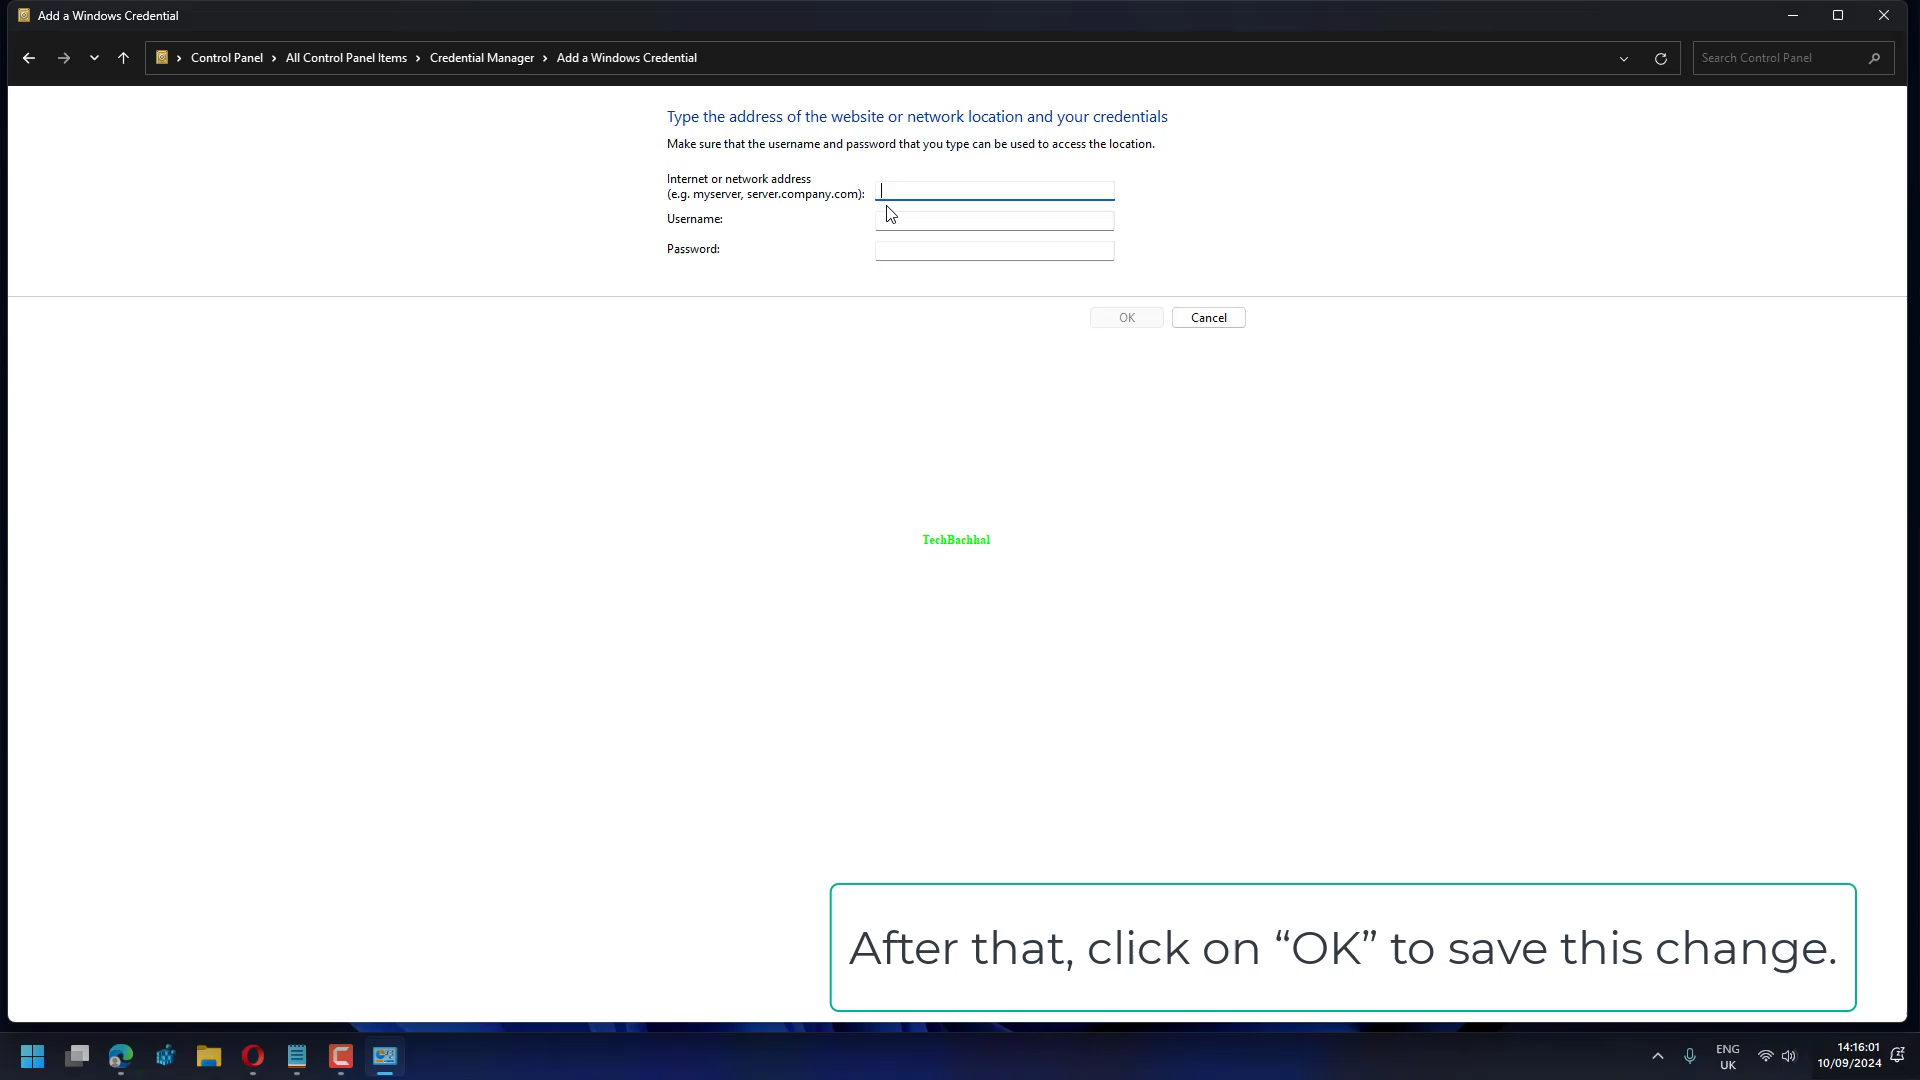 Add a Windows Credential
Control Panel > All Control Panel Items > Credential Manager > Add a Windows Credential
Search Control Panel
Type the address of the website or network location and your credentials
Make sure that the username and password that you type can be used to access the location.
Internet or network address
(e.g. myserver, server.company.com):
Username:
Password:
OK
Cancel
TechBachhal
After that, click on “OK” to save this change.
ENG
UK
14:16:01
10/09/2024